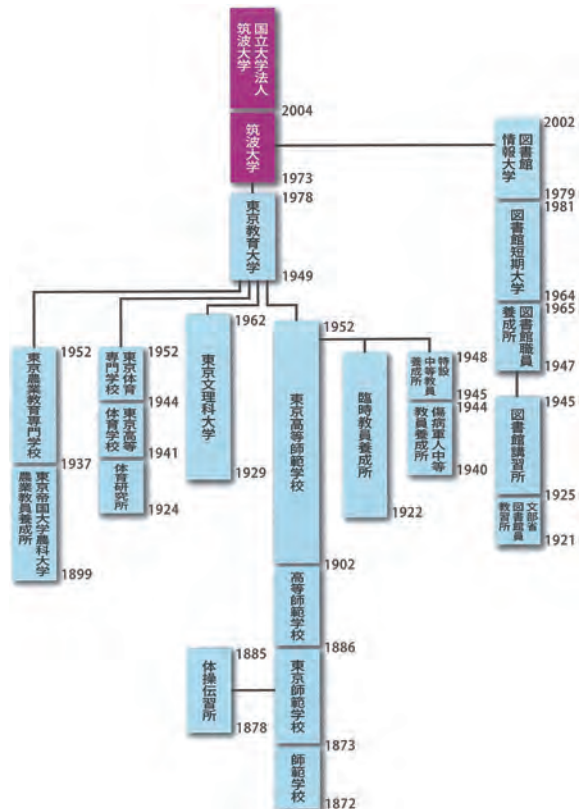 国立大学法人
筑波大学
2004
筑波大学
1973
1978
東京教育大学
1949
2002
図書館
情報大学
1979
1981
図書館短期大学
1964
1965
図書館職員
養成所
1947
1945
図書館講習所
1925
文部省
図書館員
教習所
1921
1952
東京農業教育専門学校
1937
東京帝国大学農科大学
農業教員養成所
1899
1952
東京体育
専門学校
1944
東京高等
体育学校
1941
体育研究所
1924
1962
東京文理科大学
1929
1952
東京高等師範学校
1902
高等師範学校
1886
東京師範学校
1873
師範学校
1872
1885
体操伝習所
1878
臨時教員養成所
1922
1948
特設
中等教員
養成所
1945
1944
傷病軍人中等
教員養成所
1940